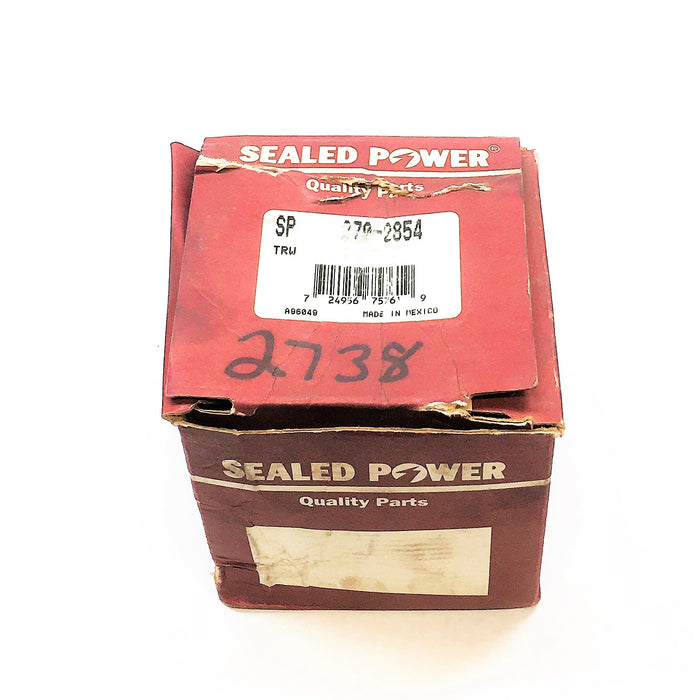 SEALED POWER®
Quality Parts
SP 270-2854
TRW
7 24956 75761 9
A96049 MADE IN MEXICO
2738
SEALED POWER
Quality Parts